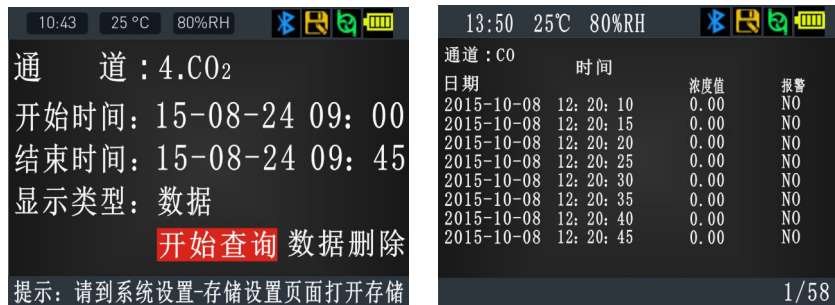 10:43 25 °C 80%RH
通 道：4.CO₂
开始时间：15-08-24 09：00
结束时间：15-08-24 09：45
显示类型：数据
开始查询 数据删除
提示：请到系统设置-存储设置页面打开存储
13:50 25℃ 80%RH
通道：CO
时间
日期 浓度值 报警
2015-10-08 12：20：10 0.00 NO
2015-10-08 12：20：15 0.00 NO
2015-10-08 12：20：20 0.00 NO
2015-10-08 12：20：25 0.00 NO
2015-10-08 12：20：30 0.00 NO
2015-10-08 12：20：35 0.00 NO
2015-10-08 12：20：40 0.00 NO
2015-10-08 12：20：45 0.00 NO
1/58